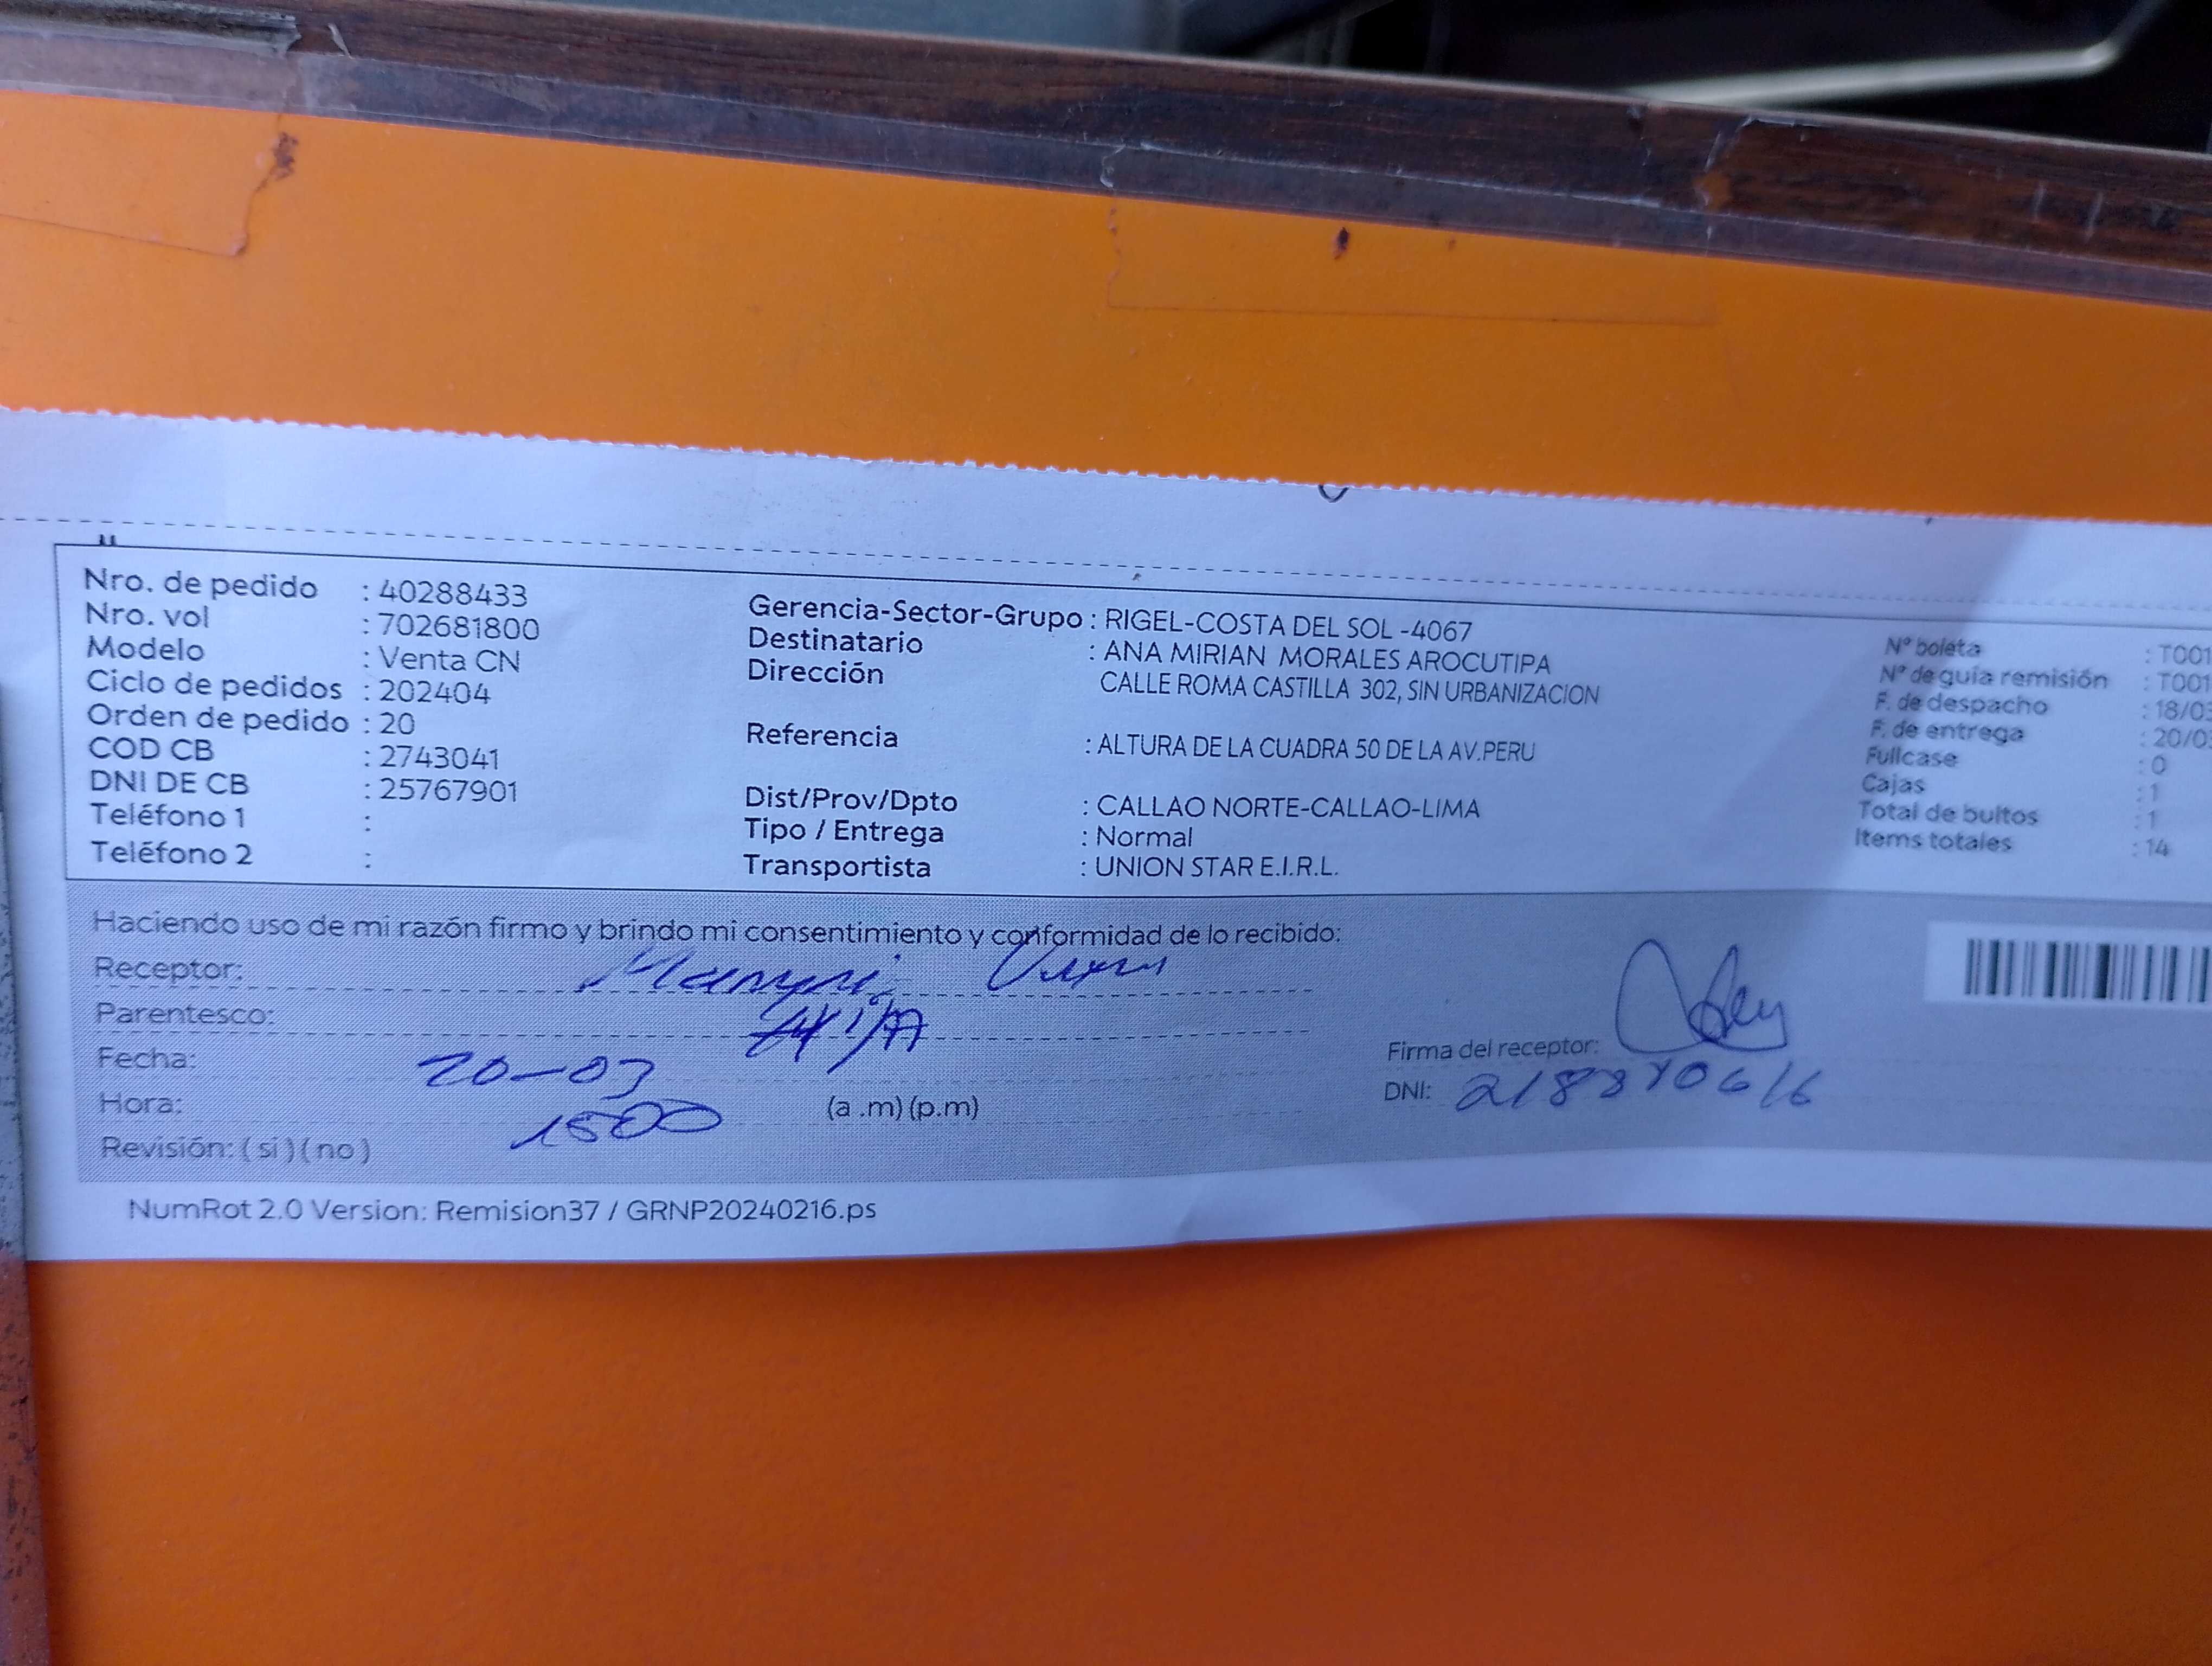 Nro. de pedido : 40288433
Nro. vol : 702681800
Modelo : Venta CN
Ciclo de pedidos : 202404
Orden de pedido : 20
COD CB : 2743041
DNI DE CB : 25767901
Teléfono 1 :
Teléfono 2 :
Gerencia-Sector-Grupo : RIGEL-COSTA DEL SOL -4067
Destinatario : ANA MIRIAN MORALES AROCUTIPA
Dirección CALLE ROMA CASTILLA 302, SIN URBANIZACION
Referencia : ALTURA DE LA CUADRA 50 DE LA AV.PERU
Dist/Prov/Dpto : CALLAO NORTE-CALLAO-LIMA
Tipo / Entrega : Normal
Transportista : UNION STAR E.I.R.L.
Nº boleta : T001
Nº de guía remisión : T001
F. de despacho : 18/03
F. de entrega : 20/0
Fullcase : 0
Cajas : 1
Total de bultos : 1
Items totales : 14
Haciendo uso de mi razón firmo y brindo mi consentimiento y conformidad de lo recibido:
Receptor:
Parentesco:
Fecha: 20-03
Hora: 1500 (a .m) (p.m)
Revisión: ( si ) ( no )
Firma del receptor:
DNI:
NumRot 2.0 Version: Remision37 / GRNP20240216.ps